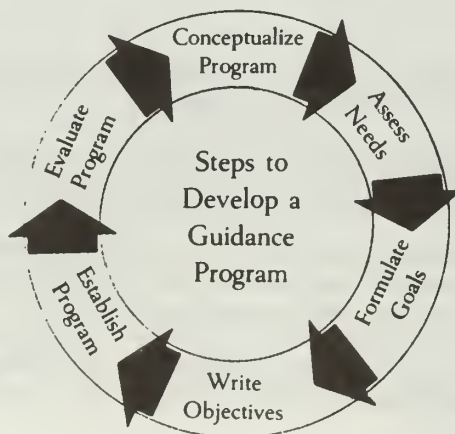 Conceptualize
Program
Assess
Needs
Formulate
Goals
Write
Objectives
Establish
Program
Evaluate
Program
Steps to
Develop a
Guidance
Program